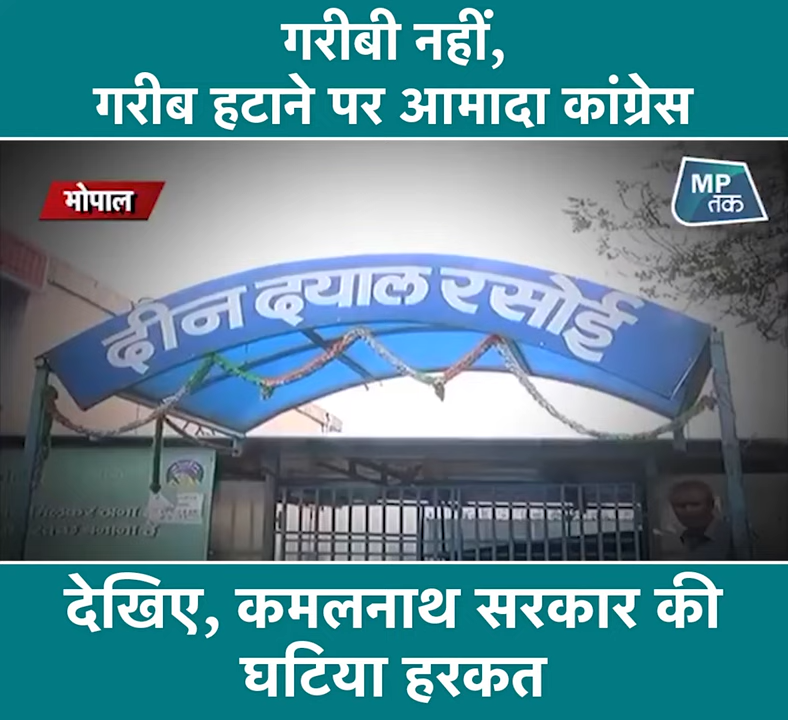 गरीबी नहीं,
गरीब हटाने पर आमादा कांग्रेस
भोपाल
MP
तक
दीन दयाल रसोई
देखिए, कमलनाथ सरकार की
घटिया हरकत